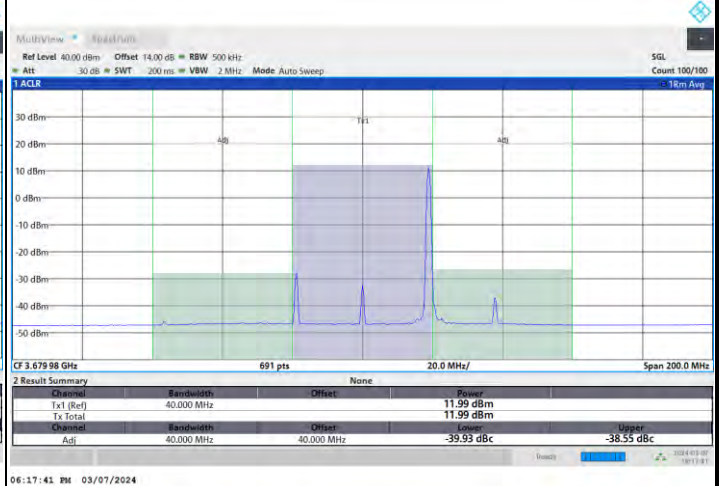 MultiView Spectrum
Ref Level 40.00 dBm Offset 14.00 dB RBW 500 kHz SGL
Att 30 dB SWT 200 ms VBW 2 MHz Mode Auto Sweep Count 100/100
1 ACLR 1Rm Avg
30 dBm
Tx1
20 dBm
Adj Adj
10 dBm
0 dBm
-10 dBm
-20 dBm
-30 dBm
-40 dBm
-50 dBm
CF 3.67998 GHz 691 pts 20.0 MHz/ Span 200.0 MHz
2 Result Summary None
Channel Bandwidth Offset Power
Tx1 (Ref) 40.000 MHz 11.99 dBm
Tx Total 11.99 dBm
Channel Bandwidth Offset Lower Upper
Adj 40.000 MHz 40.000 MHz -39.93 dBc -38.55 dBc
Ready
06:17:41 PM 03/07/2024